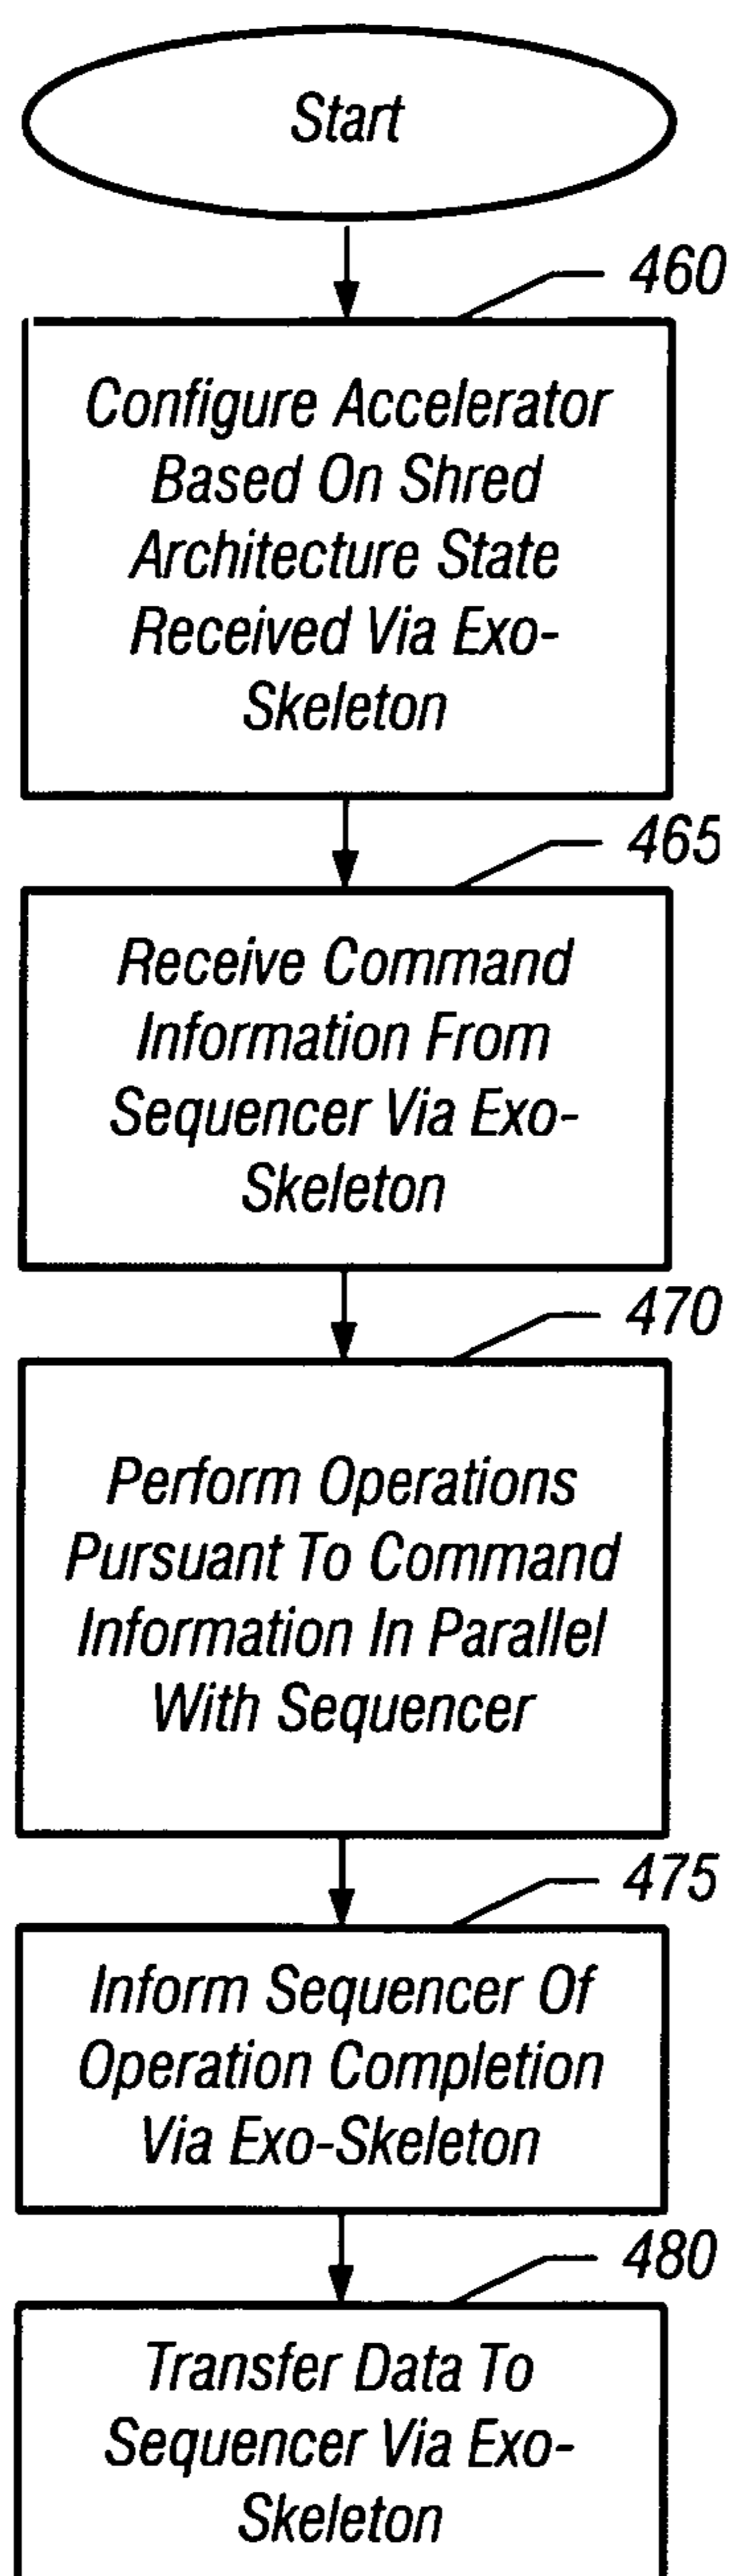 Start
460
Configure Accelerator
Based On Shred
Architecture State
Received Via Exo-
Skeleton
465
Receive Command
Information From
Sequencer Via Exo-
Skeleton
470
Perform Operations
Pursuant To Command
Information In Parallel
With Sequencer
475
Inform Sequencer Of
Operation Completion
Via Exo-Skeleton
480
Transfer Data To
Sequencer Via Exo-
Skeleton